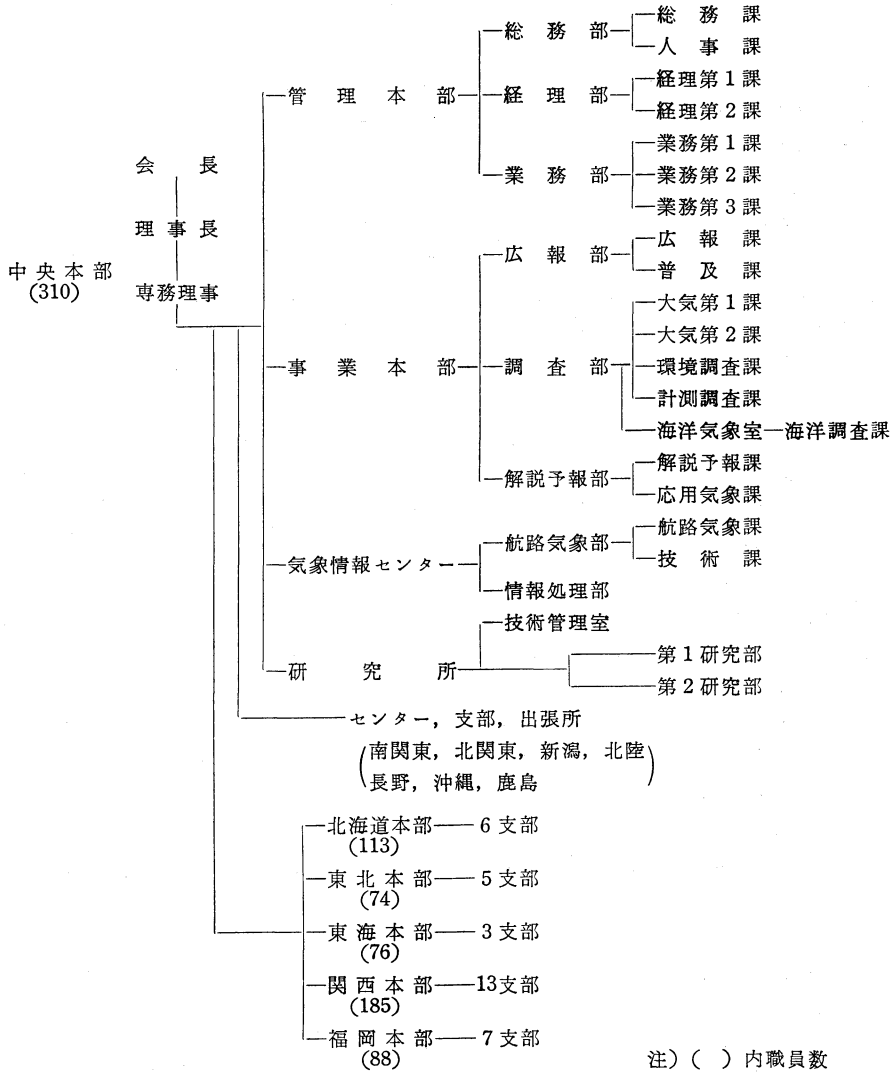 総務課
総務部
人事課
経理第1課
管理本部
経理部
経理第2課
業務第1課
会長
業務部
業務第2課
業務第3課
理事長
広報課
広報部
普及課
中央本部
(310)
専務理事
大気第1課
大気第2課
事業本部
調査部
環境調査課
計測調査課
海洋気象室 海洋調査課
解説予報課
解説予報部
応用気象課
航路気象課
航路気象部
技術課
気象情報センター
情報処理部
技術管理室
第1研究部
研究所
第2研究部
センター, 支部, 出張所
(南関東, 北関東, 新潟, 北陸
長野, 沖縄, 鹿島)
北海道本部 6支部
(113)
東北本部 5支部
(74)
東海本部 3支部
(76)
関西本部 13支部
(185)
福岡本部 7支部
(88)
注)( )内職員数